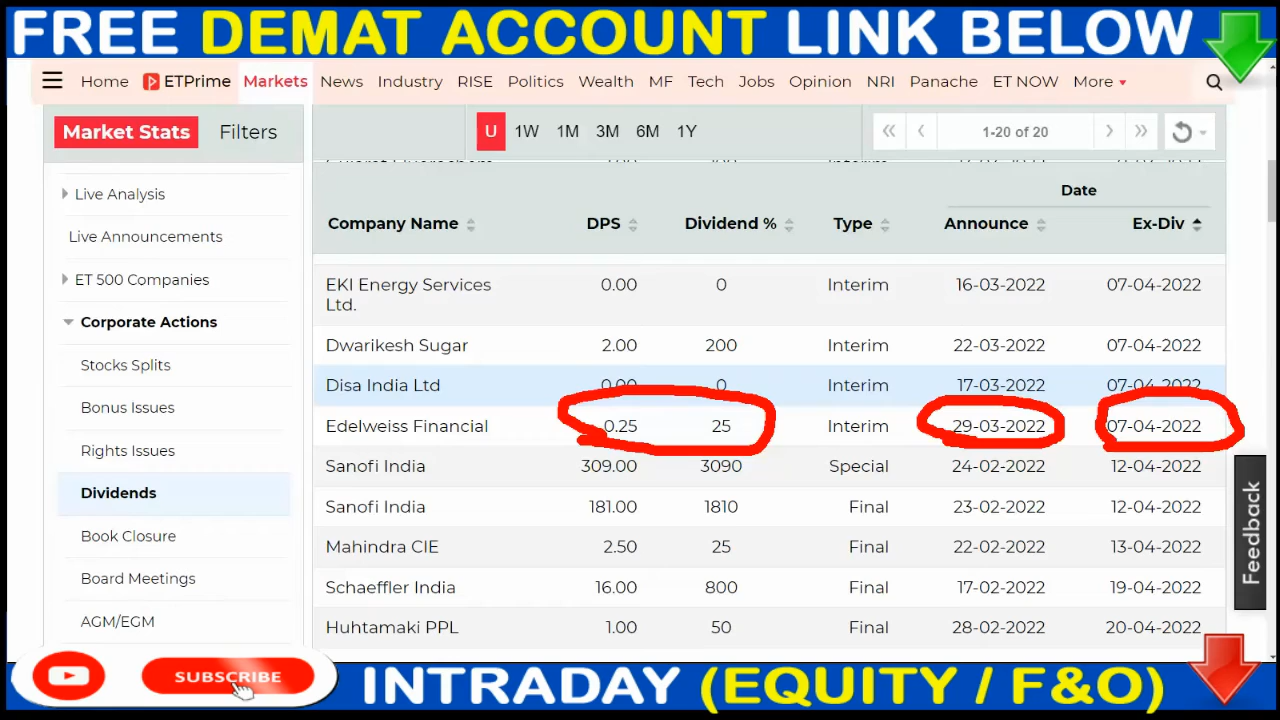 FREE DEMAT ACCOUNT LINK BELOW
Home ETPrime Markets News Industry RISE Politics Wealth MF Tech Jobs Opinion NRI Panache ET NOW More
Market Stats Filters
U 1W 1M 3M 6M 1Y
1-20 of 20
Live Analysis
Live Announcements
ET 500 Companies
Corporate Actions
Stocks Splits
Bonus Issues
Rights Issues
Dividends
Book Closure
Board Meetings
AGM/EGM
Date
Company Name DPS Dividend % Type Announce Ex-Div
EKI Energy Services 0.00 0 Interim 16-03-2022 07-04-2022
Ltd.
Dwarikesh Sugar 2.00 200 Interim 22-03-2022 07-04-2022
Disa India Ltd 0.00 0 Interim 17-03-2022 07-04-2022
Edelweiss Financial 0.25 25 Interim 29-03-2022 07-04-2022
Sanofi India 309.00 3090 Special 24-02-2022 12-04-2022
Sanofi India 181.00 1810 Final 23-02-2022 12-04-2022
Mahindra CIE 2.50 25 Final 22-02-2022 13-04-2022
Schaeffler India 16.00 800 Final 17-02-2022 19-04-2022
Huhtamaki PPL 1.00 50 Final 28-02-2022 20-04-2022
Feedback
SUBSCRIBE
INTRADAY (EQUITY / F&O)